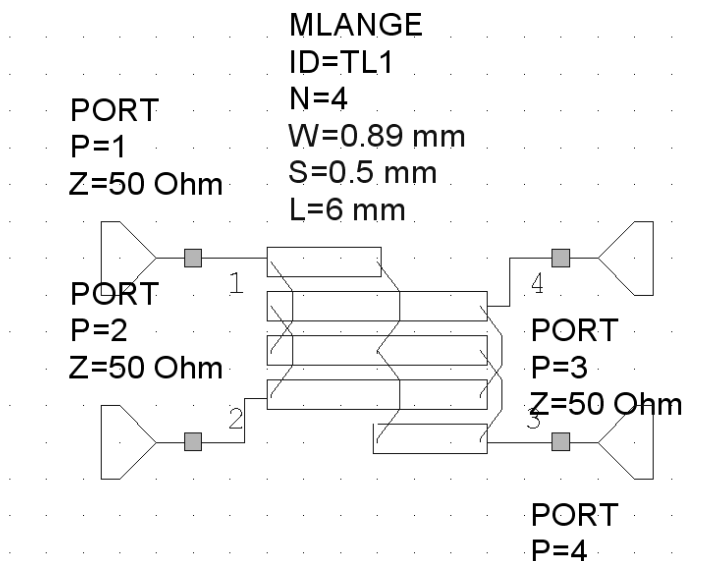 MLANGE
ID=TL1
N=4
W=0.89 mm
S=0.5 mm
L=6 mm
PORT
P=1
Z=50 Ohm
1
4
PORT
P=2
Z=50 Ohm
2
PORT
P=3
Z=50 Ohm
3
PORT
P=4